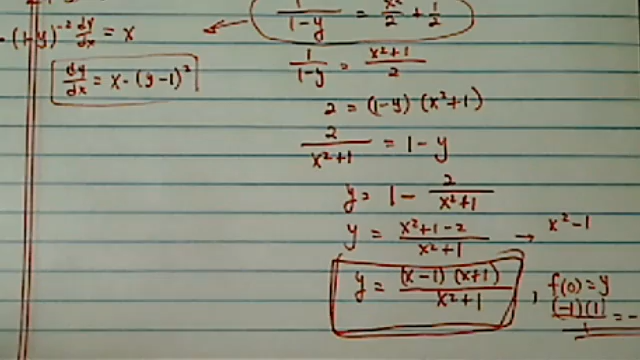 - (1-y)⁻² dy/dx = x
dy/dx = x · (y-1)²
1/(1-y) = x²/2 + 1/2
1/(1-y) = (x²+1)/2
2 = (1-y) (x²+1)
2/(x²+1) = 1 - y
y = 1 - 2/(x²+1)
y = (x²+1-2)/(x²+1) → x²-1
y = (x-1)(x+1)/(x²+1) , f(0) = y
(-1)(1)/1 = -